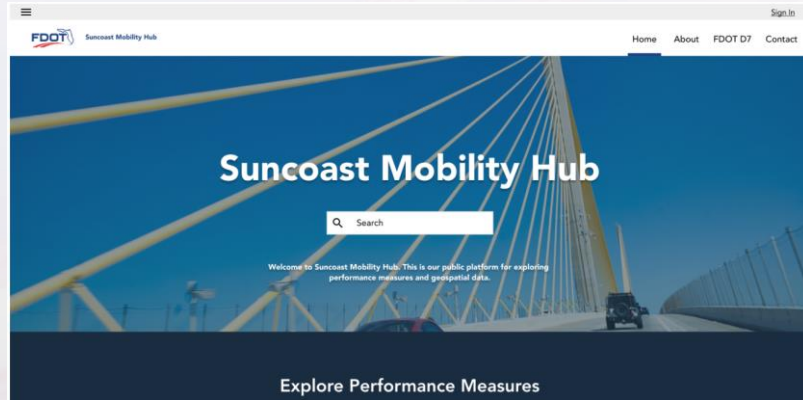 Sign In
FDOT
Suncoast Mobility Hub
Home About FDOT D7 Contact
Suncoast Mobility Hub
Search
Welcome to Suncoast Mobility Hub. This is our public platform for exploring
performance measures and geospatial data.
Explore Performance Measures